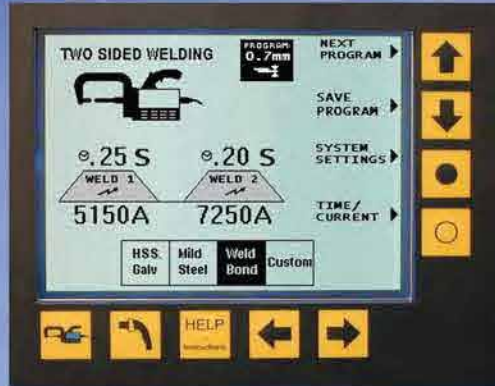 TWO SIDED WELDING
PROGRAM:
0.7mm
NEXT
PROGRAM
SAVE
PROGRAM
SYSTEM
SETTINGS
TIME/
CURRENT
.25 S
.20 S
WELD 1
WELD 2
5150A
7250A
HSS.
Galv
Mild
Steel
Weld
Bond
Custom
HELP
Instructions